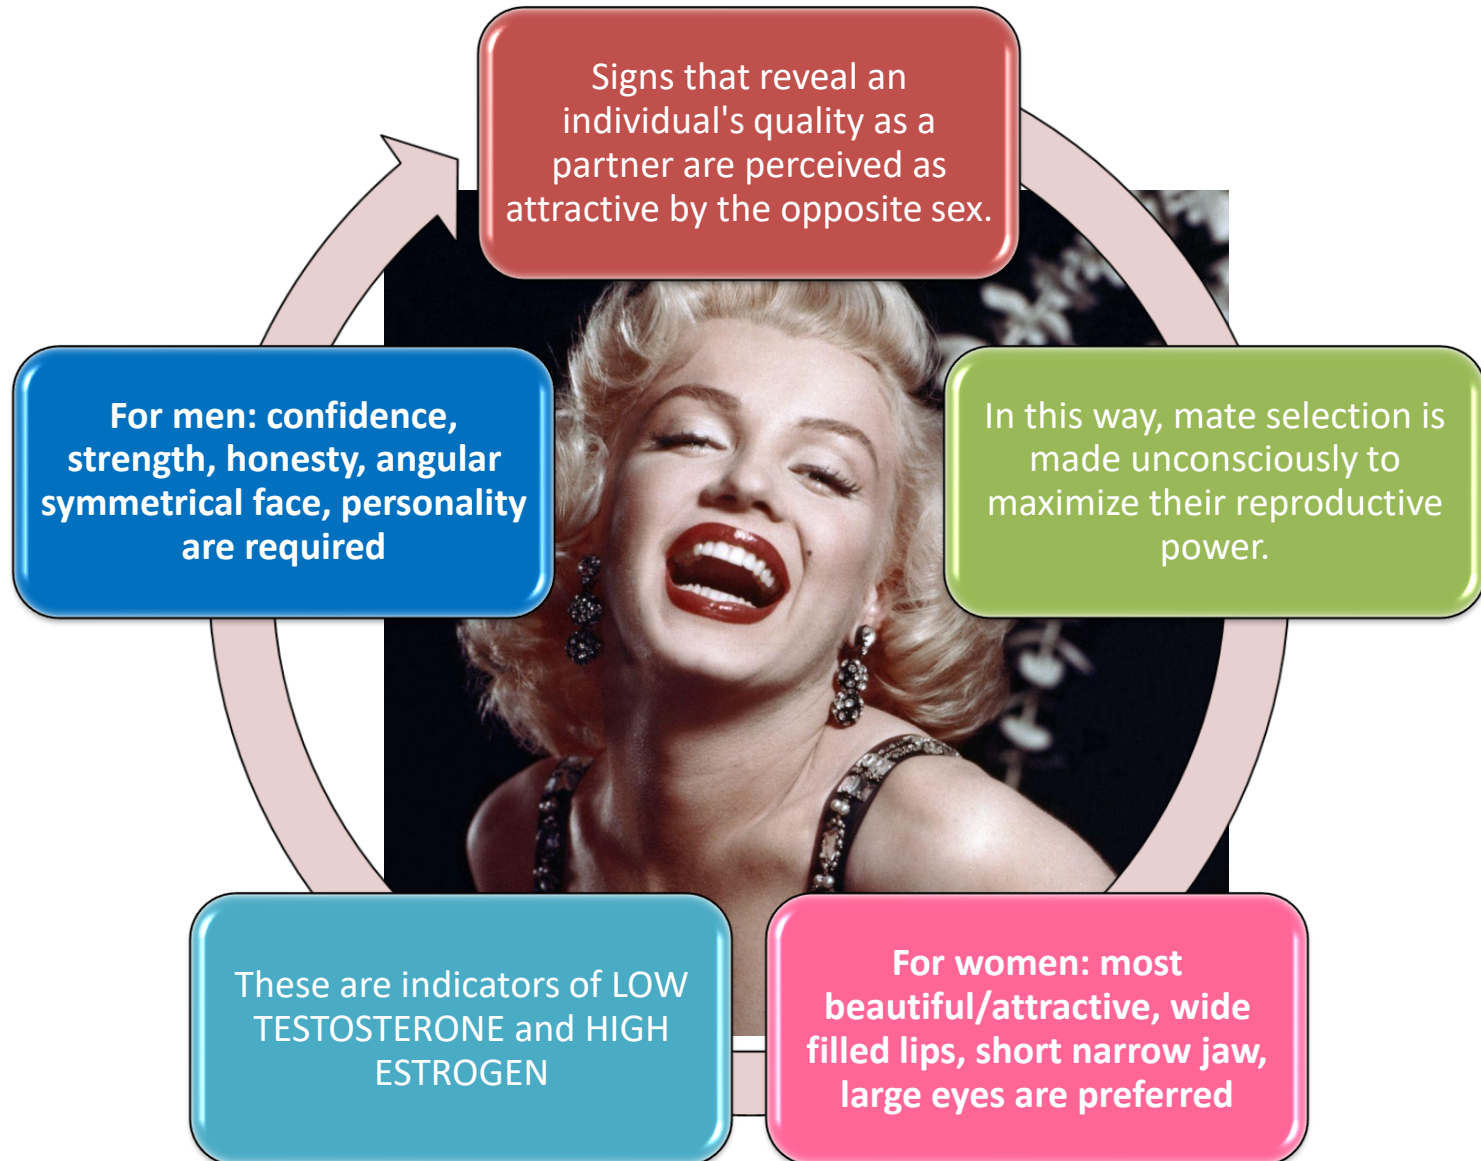 Signs that reveal an
individual's quality as a
partner are perceived as
attractive by the opposite sex.
In this way, mate selection is
made unconsciously to
maximize their reproductive
power.
For women: most
beautiful/attractive, wide
filled lips, short narrow jaw,
large eyes are preferred
These are indicators of LOW
TESTOSTERONE and HIGH
ESTROGEN
For men: confidence,
strength, honesty, angular
symmetrical face, personality
are required